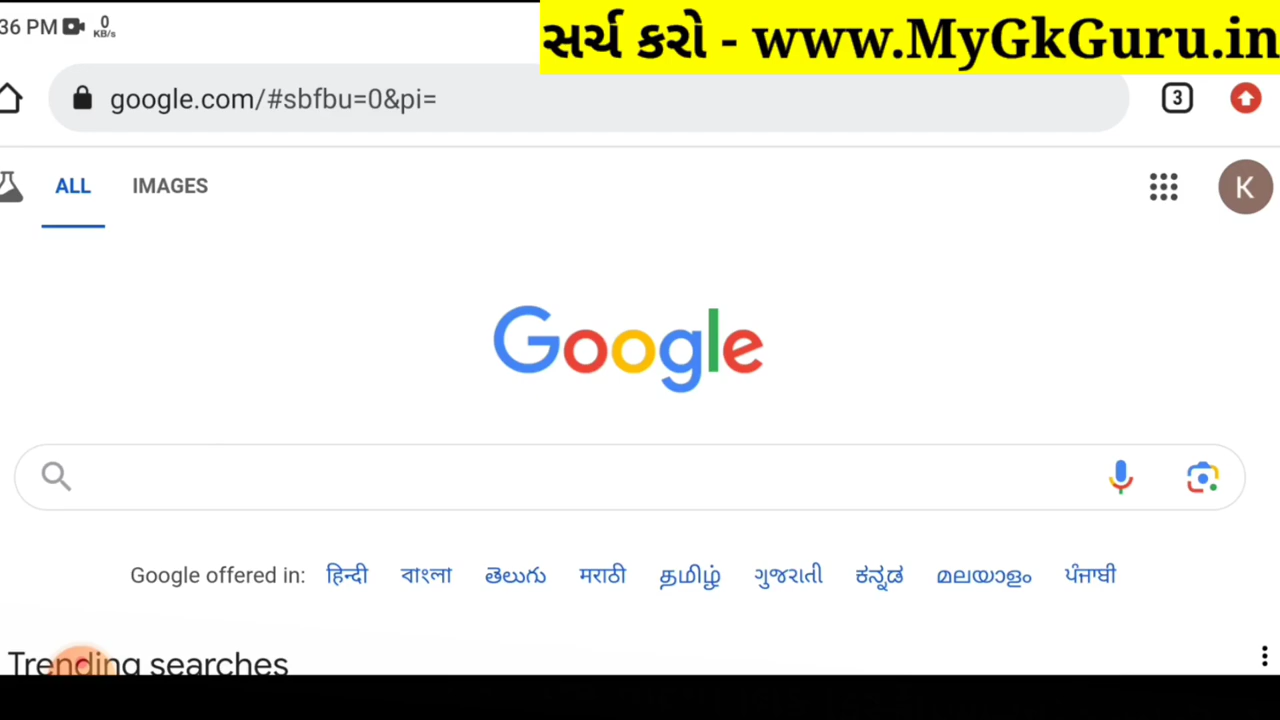 36 PM 0 KB/s
સર્ચ કરો - www.MyGkGuru.in
google.com/#sbfbu=0&pi=
3
ALL IMAGES
K
Google
Google offered in: हिन्दी বাংলা తెలుగు मराठी தமிழ் ગુજરાતી ಕನ್ನಡ മലയാളം ਪੰਜਾਬੀ
Trending searches